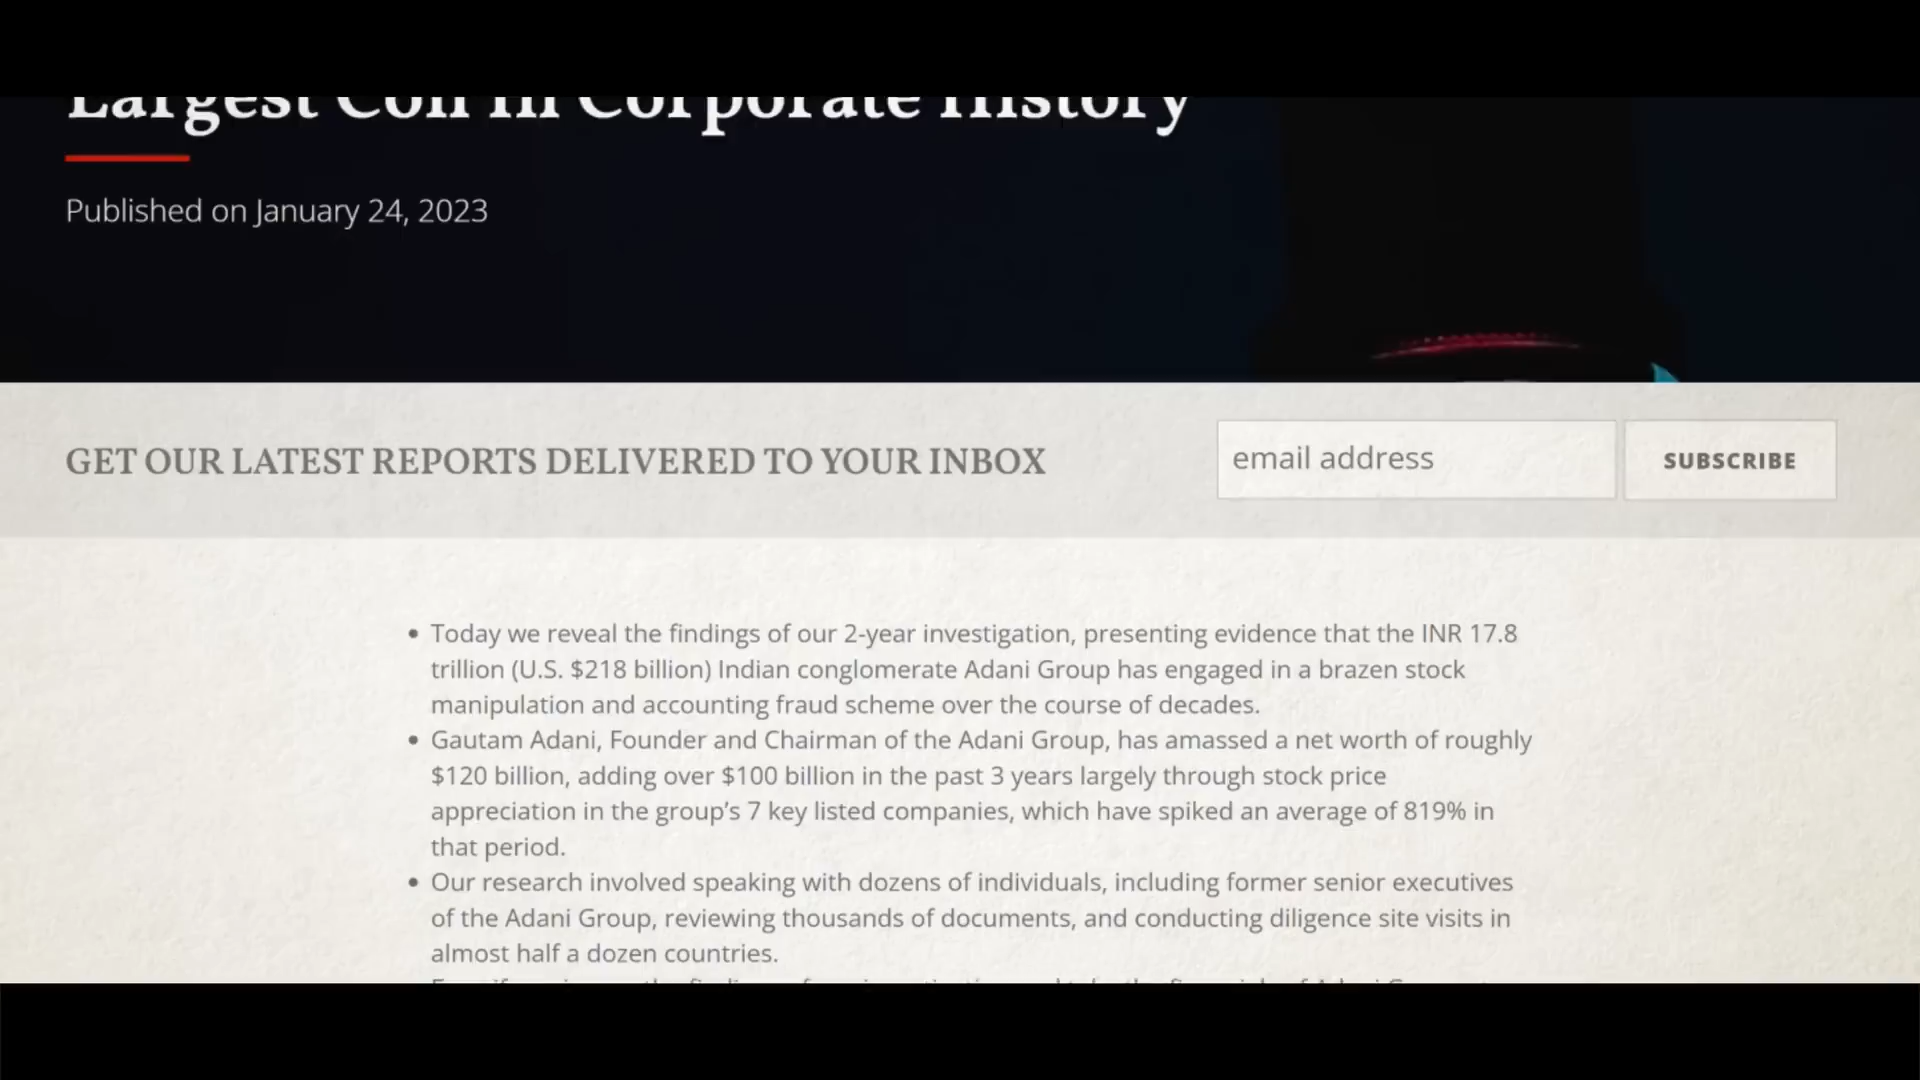 Largest Con in Corporate History
Published on January 24, 2023
GET OUR LATEST REPORTS DELIVERED TO YOUR INBOX
email address
SUBSCRIBE
• Today we reveal the findings of our 2-year investigation, presenting evidence that the INR 17.8
trillion (U.S. $218 billion) Indian conglomerate Adani Group has engaged in a brazen stock
manipulation and accounting fraud scheme over the course of decades.
• Gautam Adani, Founder and Chairman of the Adani Group, has amassed a net worth of roughly
$120 billion, adding over $100 billion in the past 3 years largely through stock price
appreciation in the group’s 7 key listed companies, which have spiked an average of 819% in
that period.
• Our research involved speaking with dozens of individuals, including former senior executives
of the Adani Group, reviewing thousands of documents, and conducting diligence site visits in
almost half a dozen countries.